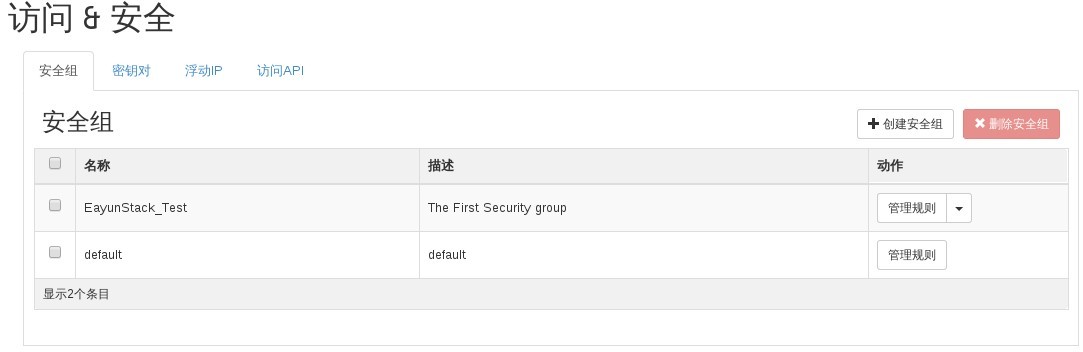 访问 & 安全
安全组 密钥对 浮动IP 访问API
安全组 创建安全组 删除安全组
名称 描述 动作
EayunStack_Test The First Security group 管理规则
default default 管理规则
显示2个条目